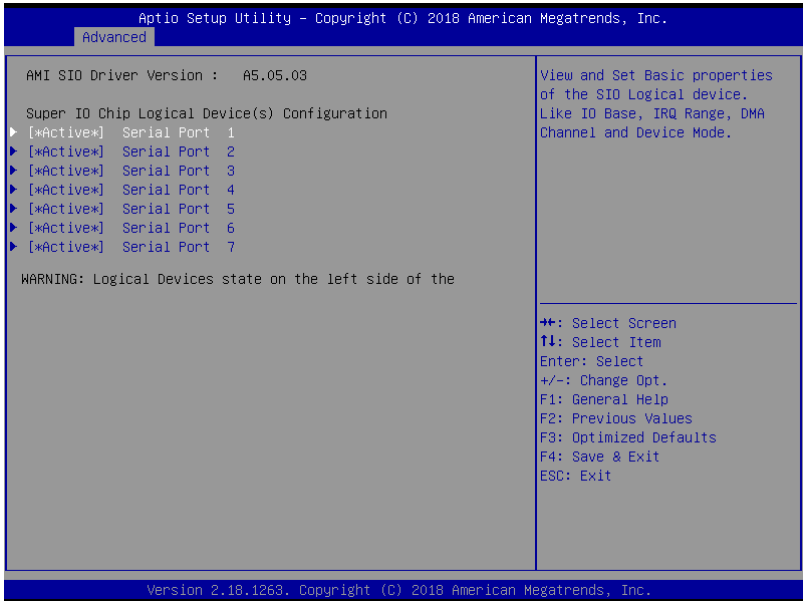 Aptio Setup Utility – Copyright (C) 2018 American Megatrends, Inc.
Advanced
AMI SIO Driver Version :   A5.05.03
Super IO Chip Logical Device(s) Configuration
[*Active*]  Serial Port  1
[*Active*]  Serial Port  2
[*Active*]  Serial Port  3
[*Active*]  Serial Port  4
[*Active*]  Serial Port  5
[*Active*]  Serial Port  6
[*Active*]  Serial Port  7
WARNING: Logical Devices state on the left side of the
View and Set Basic properties
of the SIO Logical device.
Like IO Base, IRQ Range, DMA
Channel and Device Mode.
→←: Select Screen
↑↓: Select Item
Enter: Select
+/-: Change Opt.
F1: General Help
F2: Previous Values
F3: Optimized Defaults
F4: Save & Exit
ESC: Exit
Version 2.18.1263. Copyright (C) 2018 American Megatrends, Inc.